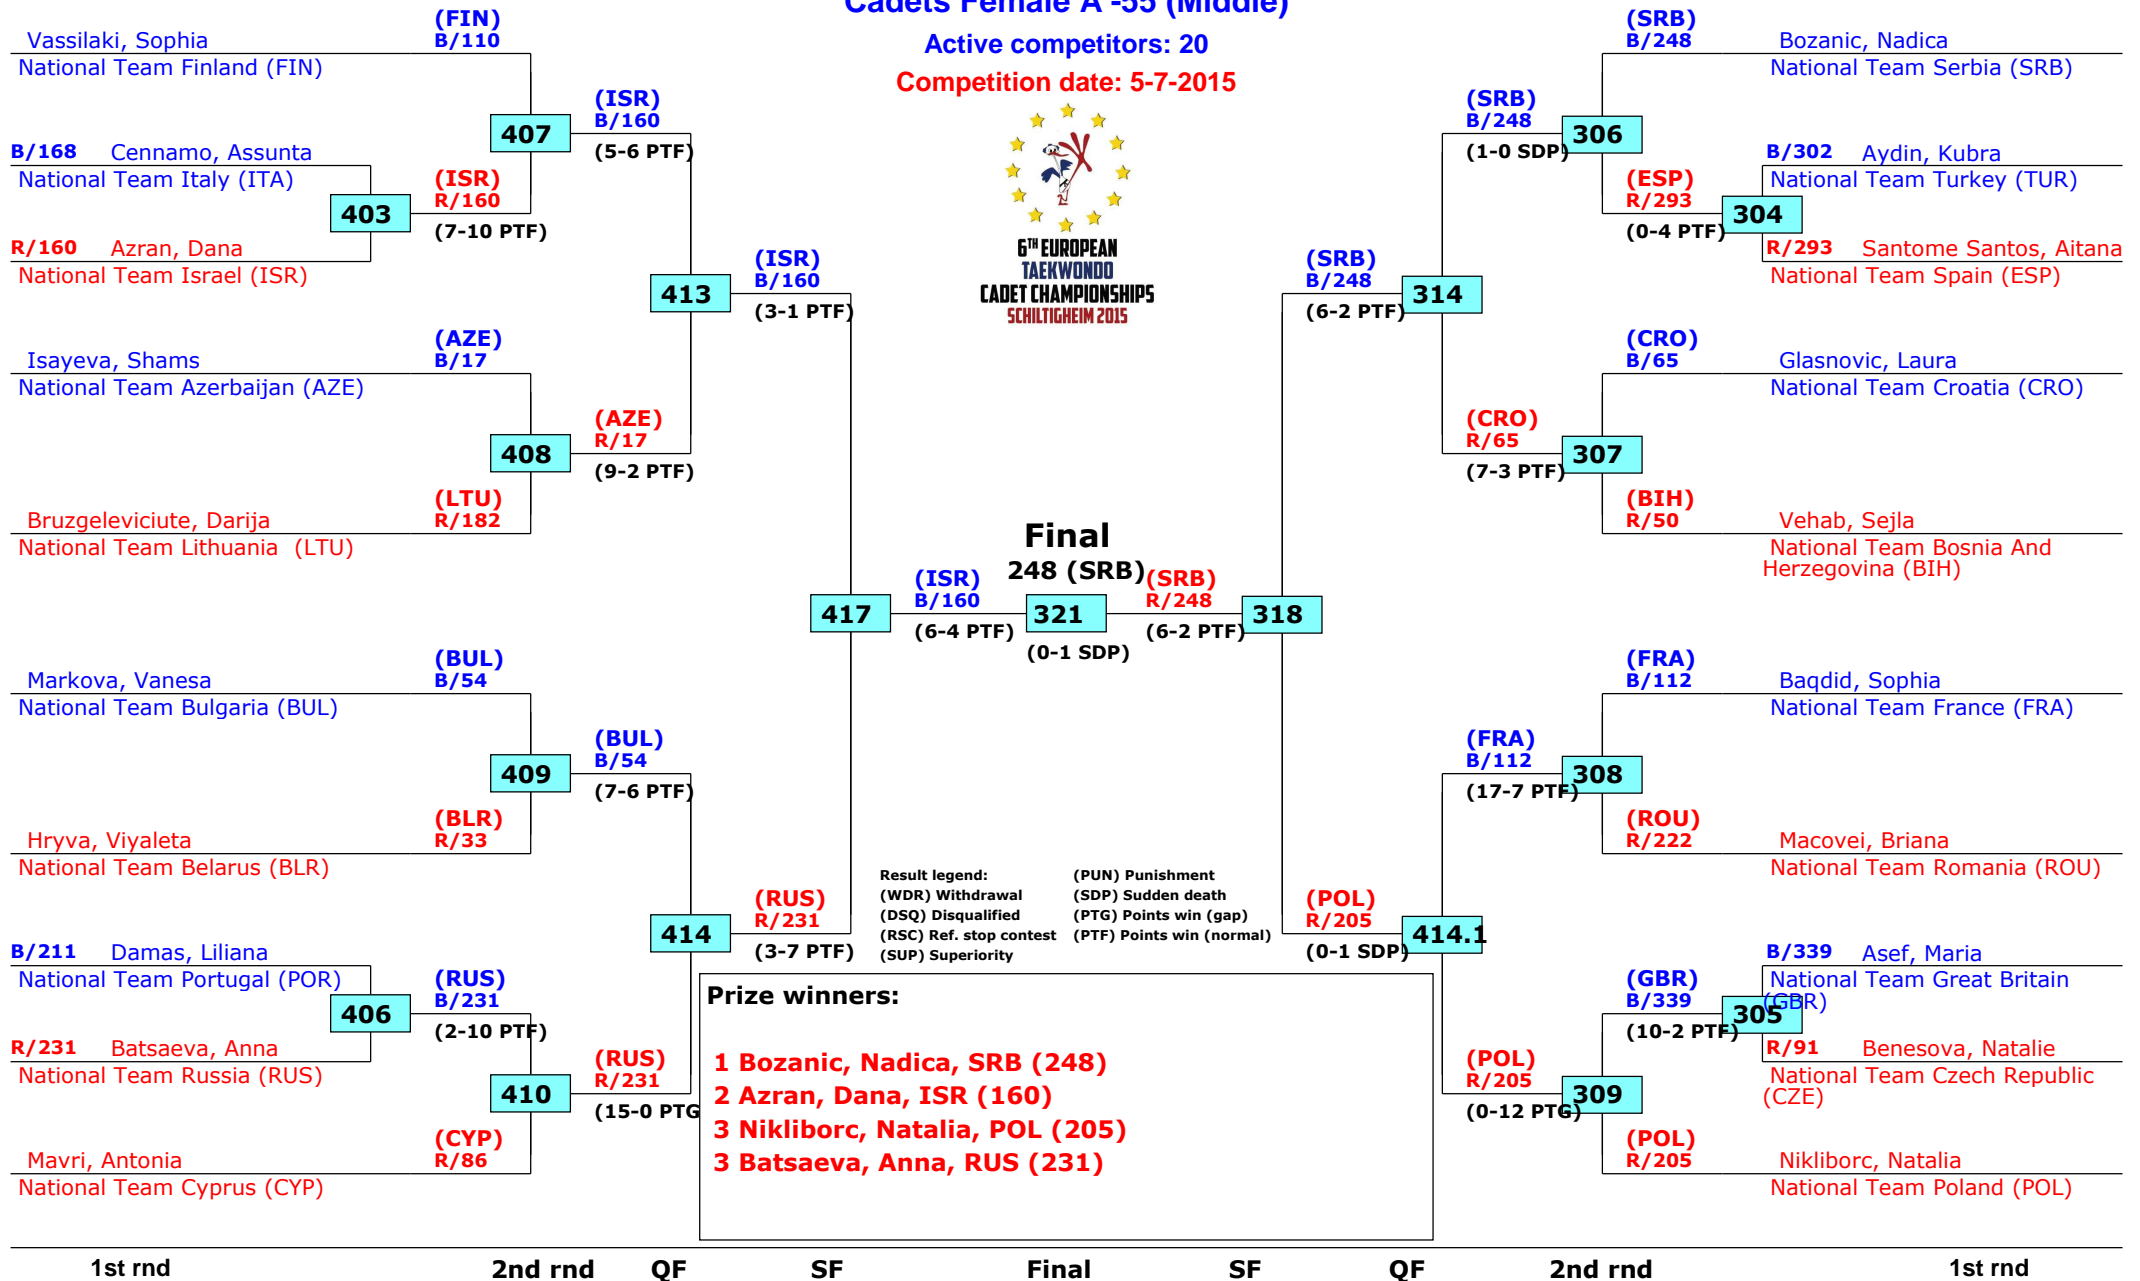 Cadets Female A -55 (Middle)
Active competitors: 20
Competition date: 5-7-2015
6TH EUROPEAN
TAEKWONDO
CADET CHAMPIONSHIPS
SCHILTIGHEIM 2015
Vassilaki, Sophia
National Team Finland (FIN)
(FIN)
B/110
B/168 Cennamo, Assunta
National Team Italy (ITA)
R/160 Azran, Dana
National Team Israel (ISR)
403
(ISR)
R/160
(7-10 PTF)
407
(ISR)
B/160
(5-6 PTF)
Isayeva, Shams
National Team Azerbaijan (AZE)
(AZE)
B/17
Bruzgeleviciute, Darija
National Team Lithuania (LTU)
(LTU)
R/182
408
(AZE)
R/17
(9-2 PTF)
413
(ISR)
B/160
(3-1 PTF)
Markova, Vanesa
National Team Bulgaria (BUL)
(BUL)
B/54
Hryva, Viyaleta
National Team Belarus (BLR)
(BLR)
R/33
409
(BUL)
B/54
(7-6 PTF)
B/211 Damas, Liliana
National Team Portugal (POR)
R/231 Batsaeva, Anna
National Team Russia (RUS)
406
(RUS)
B/231
(2-10 PTF)
Mavri, Antonia
National Team Cyprus (CYP)
(CYP)
R/86
410
(RUS)
R/231
(15-0 PTG
414
(RUS)
R/231
(3-7 PTF)
417
(ISR)
B/160
(6-4 PTF)
Final
248 (SRB)
321
(0-1 SDP)
(SRB)
R/248
(6-2 PTF)
318
(SRB)
B/248
(6-2 PTF)
314
(SRB)
B/248
(1-0 SDP)
306
(SRB)
B/248
Bozanic, Nadica
National Team Serbia (SRB)
(ESP)
R/293
(0-4 PTF)
304
B/302 Aydin, Kubra
National Team Turkey (TUR)
R/293 Santome Santos, Aitana
National Team Spain (ESP)
(CRO)
R/65
(7-3 PTF)
307
(CRO)
B/65
Glasnovic, Laura
National Team Croatia (CRO)
(BIH)
R/50
Vehab, Sejla
National Team Bosnia And
Herzegovina (BIH)
(POL)
R/205
(0-1 SDP)
414.1
(FRA)
B/112
(17-7 PTF)
308
(FRA)
B/112
Baqdid, Sophia
National Team France (FRA)
(ROU)
R/222
Macovei, Briana
National Team Romania (ROU)
(POL)
R/205
(0-12 PTG)
309
(GBR)
B/339
(10-2 PTF)
305
B/339 Asef, Maria
National Team Great Britain
(GBR)
R/91 Benesova, Natalie
National Team Czech Republic
(CZE)
(POL)
R/205
Nikliborc, Natalia
National Team Poland (POL)
Result legend:
(WDR) Withdrawal
(DSQ) Disqualified
(RSC) Ref. stop contest
(SUP) Superiority
(PUN) Punishment
(SDP) Sudden death
(PTG) Points win (gap)
(PTF) Points win (normal)
Prize winners:
1 Bozanic, Nadica, SRB (248)
2 Azran, Dana, ISR (160)
3 Nikliborc, Natalia, POL (205)
3 Batsaeva, Anna, RUS (231)
1st rnd 2nd rnd QF SF Final SF QF 2nd rnd 1st rnd